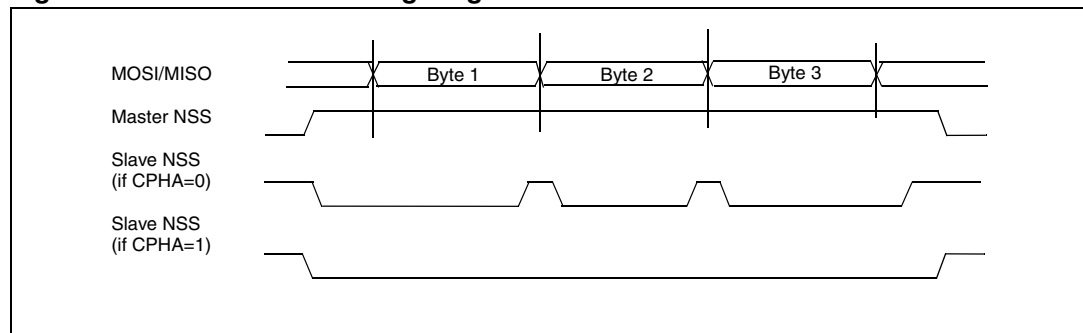 MOSI/MISO
Byte 1
Byte 2
Byte 3
Master NSS
Slave NSS
(if CPHA=0)
Slave NSS
(if CPHA=1)